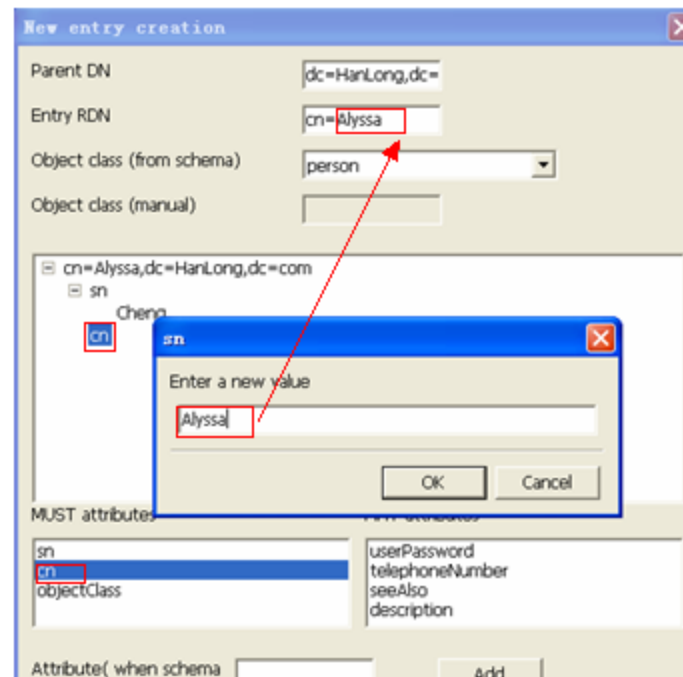 New entry creation
Parent DN
dc=HanLong,dc=
Entry RDN
cn=Alyssa
Object class (from schema)
person
Object class (manual)
cn=Alyssa,dc=HanLong,dc=com
sn
Cheng
cn
sn
Enter a new value
Alyssa
OK
Cancel
MUST attributes
attributes
sn
cn
objectClass
userPassword
telephoneNumber
seeAlso
description
Attribute( when schema
Add